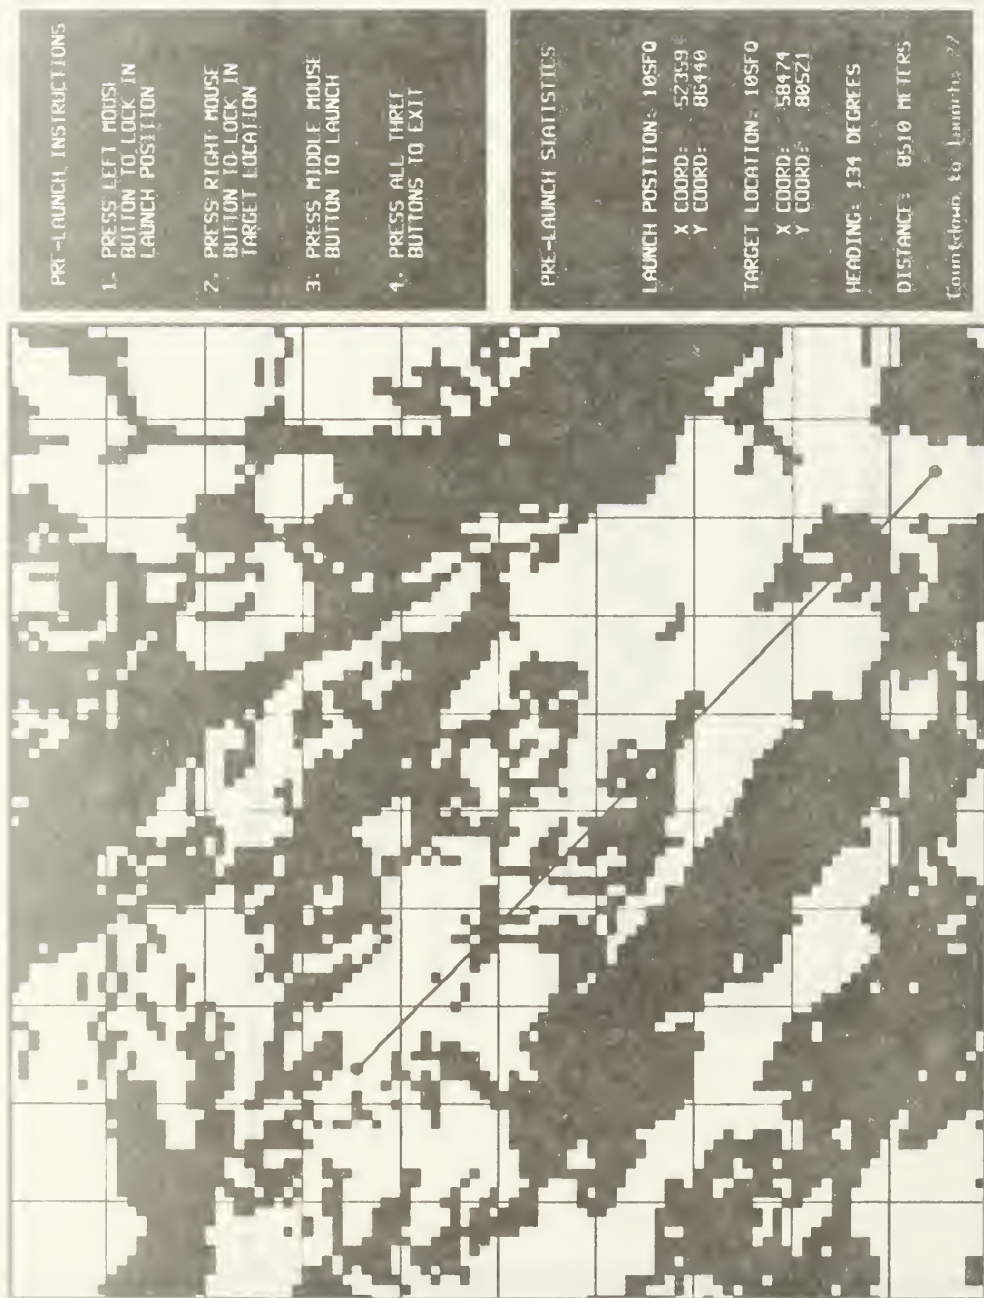 PRE-LAUNCH INSTRUCTIONS
1. PRESS LEFT MOUSE
BUTTON TO LOCK IN
LAUNCH POSITION
2. PRESS RIGHT MOUSE
BUTTON TO LOCK IN
TARGET LOCATION
3. PRESS MIDDLE MOUSE
BUTTON TO LAUNCH
4. PRESS ALL THREE
BUTTONS TO EXIT
PRE-LAUNCH STATISTICS
LAUNCH POSITION: 10SFQ
X COORD: 52359
Y COORD: 86440
TARGET LOCATION: 10SFQ
X COORD: 58474
Y COORD: 80521
HEADING: 134 DEGREES
DISTANCE: 8510 METERS
Countdown to launch: